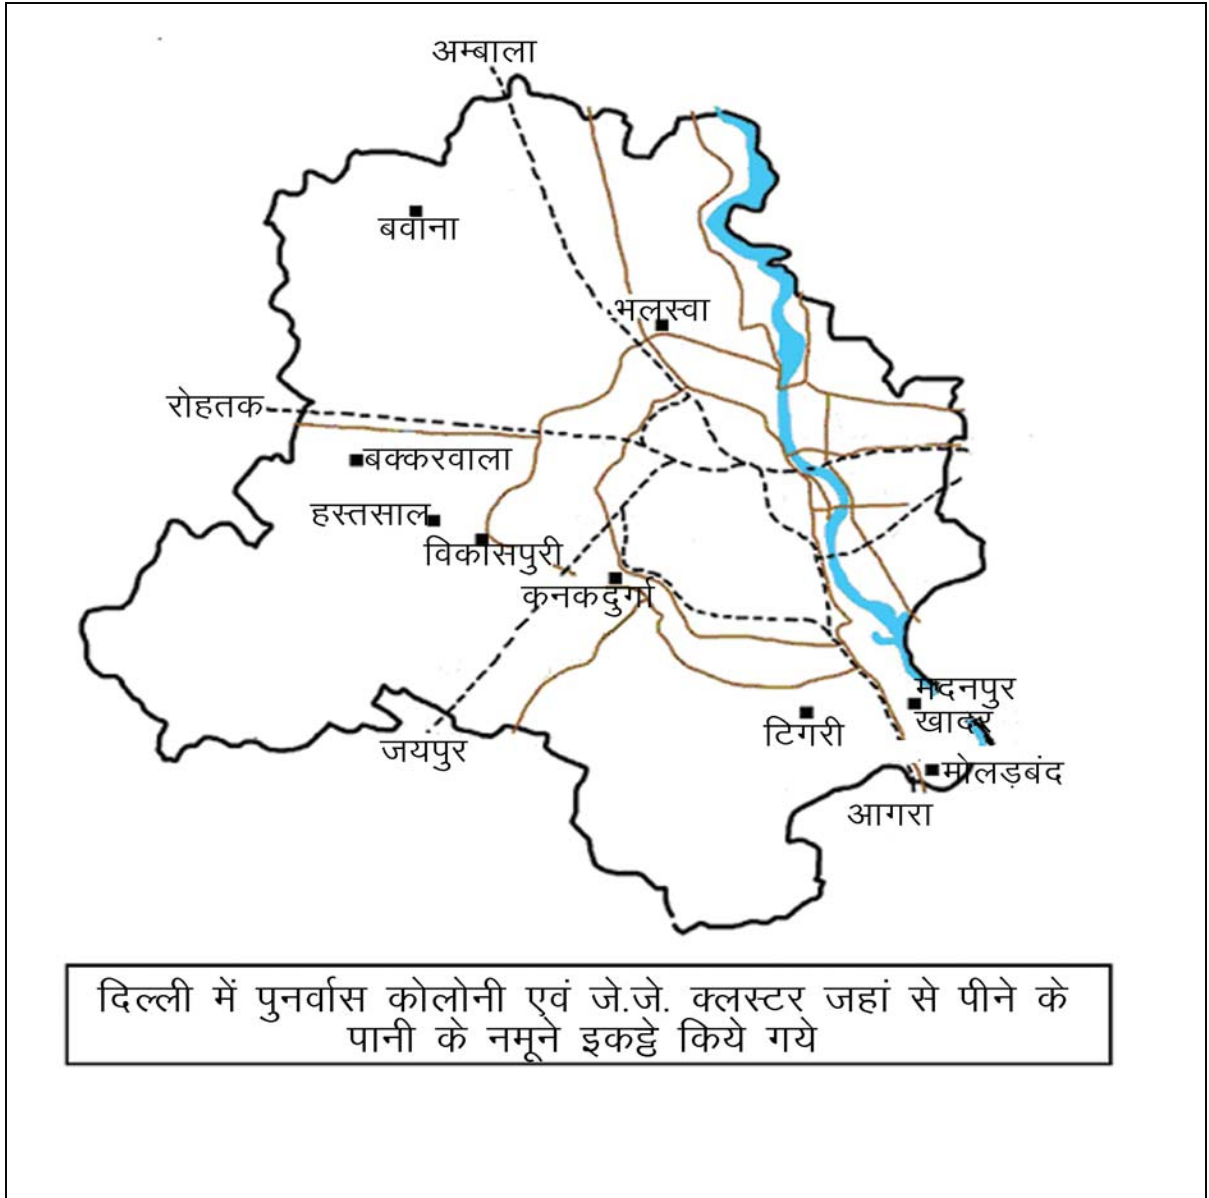 अम्बाला
बवाना
भलस्वा
रोहतक
बक्करवाला
हस्तसाल
विकासपुरी
कनकदुर्गा
मदनपुर
खादर
टिगरी
जयपुर
मोलड़बंद
आगरा
दिल्ली में पुनर्वास कोलोनी एवं जे.जे. क्लस्टर जहां से पीने के
पानी के नमूने इकट्ठे किये गये